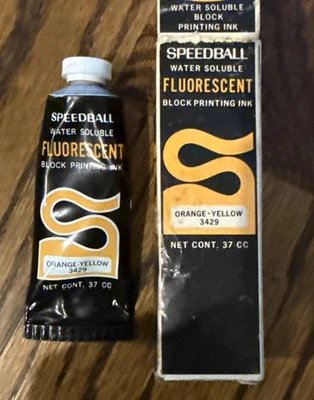 SPEEDBALL
WATER SOLUBLE
FLUORESCENT
BLOCK PRINTING INK
ORANGE-YELLOW
3429
NET CONT. 37 CC
WATER SOLUBLE
BLOCK
PRINTING INK
SPEEDBALL
WATER SOLUBLE
FLUORESCENT
BLOCK PRINTING INK
ORANGE-YELLOW
3429
NET CONT. 37 CC